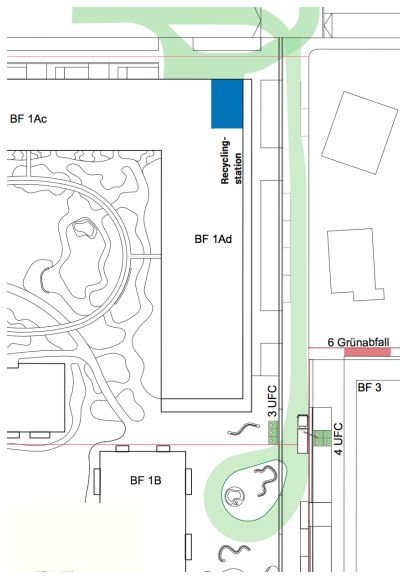 BF 1Ac
Recycling-
station
BF 1Ad
6 Grünabfall
BF 3
3 UFC
4 UFC
BF 1B